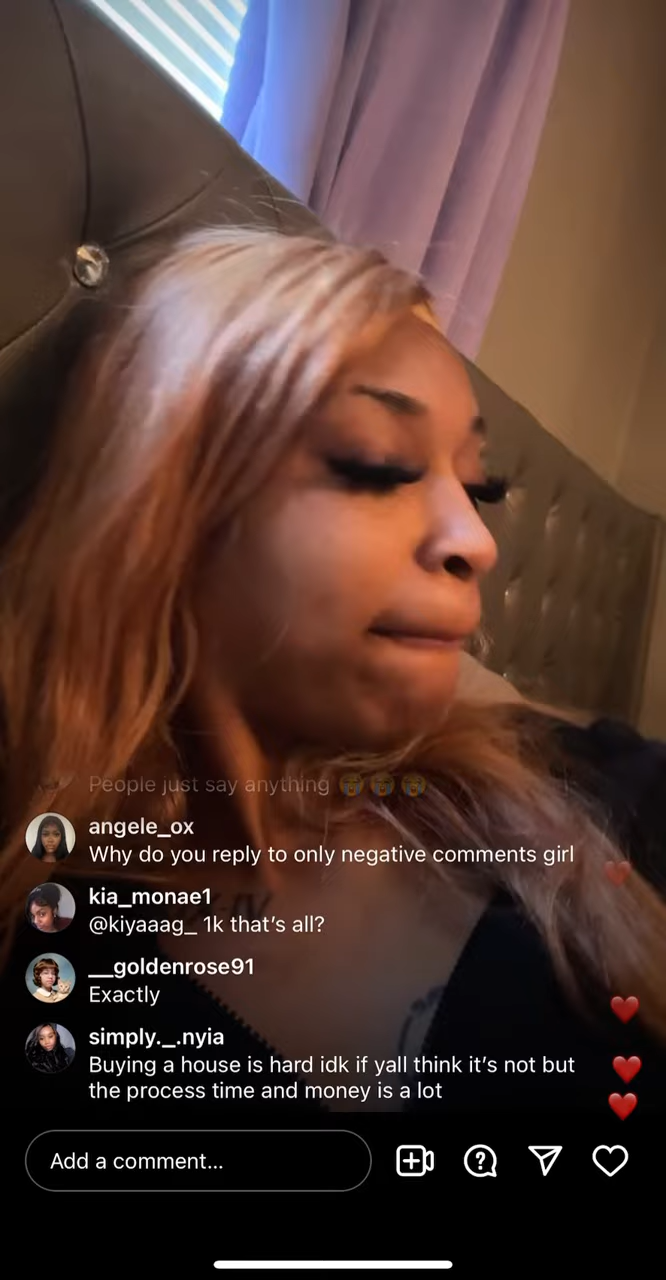 People just say anything 😭😭😭
angele_ox
Why do you reply to only negative comments girl
kia_monae1
@kiyaaag_ 1k that’s all?
__goldenrose91
Exactly
simply._.nyia
Buying a house is hard idk if yall think it’s not but
the process time and money is a lot
Add a comment...